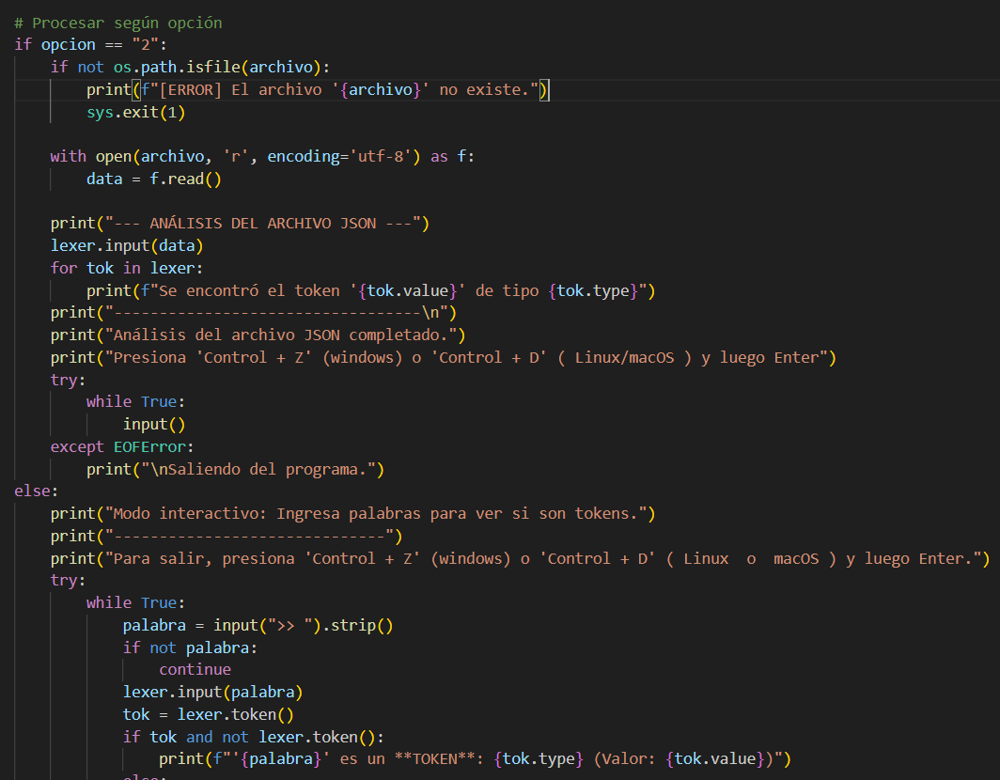 # Procesar según opción
if opcion == "2":
    if not os.path.isfile(archivo):
        print(f"[ERROR] El archivo '{archivo}' no existe.")
        sys.exit(1)

    with open(archivo, 'r', encoding='utf-8') as f:
        data = f.read()

    print("--- ANÁLISIS DEL ARCHIVO JSON ---")
    lexer.input(data)
    for tok in lexer:
        print(f"Se encontró el token '{tok.value}' de tipo {tok.type}")
    print("----------------------------------\n")
    print("Análisis del archivo JSON completado.")
    print("Presiona 'Control + Z' (windows) o 'Control + D' ( Linux/macOS ) y luego Enter")
    try:
        while True:
            input()
    except EOFError:
        print("\nSaliendo del programa.")
else:
    print("Modo interactivo: Ingresa palabras para ver si son tokens.")
    print("------------------------------")
    print("Para salir, presiona 'Control + Z' (windows) o 'Control + D' ( Linux  o  macOS ) y luego Enter.")
    try:
        while True:
            palabra = input(">> ").strip()
            if not palabra:
                continue
            lexer.input(palabra)
            tok = lexer.token()
            if tok and not lexer.token():
                print(f"'{palabra}' es un **TOKEN**: {tok.type} (Valor: {tok.value})")
            else: